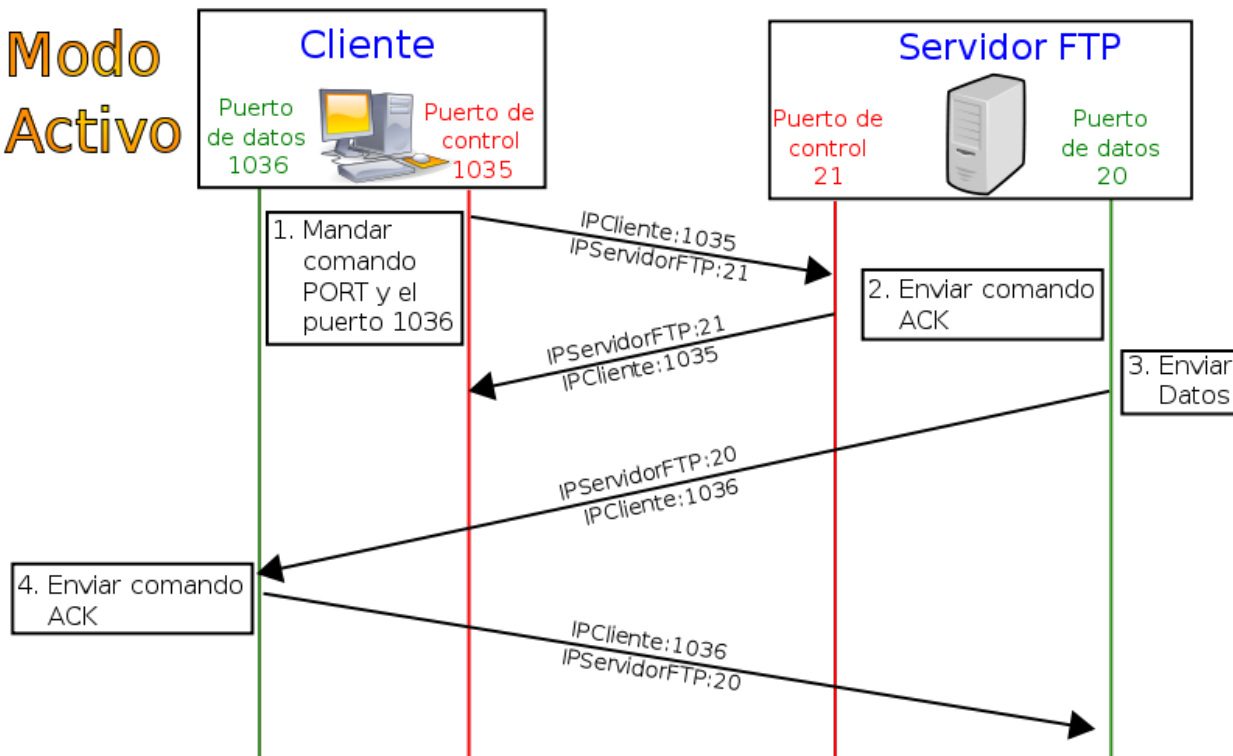 Modo
Activo
Cliente
Puerto
de datos
1036
Puerto de
control
1035
Servidor FTP
Puerto de
control
21
Puerto
de datos
20
1. Mandar
comando
PORT y el
puerto 1036
IPCliente:1035
IPServidorFTP:21
2. Enviar comando
ACK
IPServidorFTP:21
IPCliente:1035
3. Enviar
Datos
IPServidorFTP:20
IPCliente:1036
4. Enviar comando
ACK
IPCliente:1036
IPServidorFTP:20